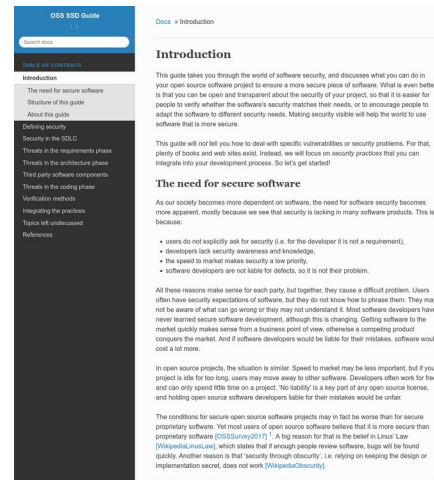 OSS SSD Guide
1.0
Search docs
TABLE OF CONTENTS
Introduction
The need for secure software
Structure of this guide
About this guide
Defining security
Security in the SDLC
Threats in the requirements phase
Threats in the architecture phase
Third party software components
Threats in the coding phase
Verification methods
Integrating the practices
Topics left undiscussed
References
Docs » Introduction
Introduction
This guide takes you through the world of software security, and discusses what you can do in
your open source software project to ensure a more secure piece of software. What is even bette
is that you can be open and transparent about the security of your project, so that it is easier for
people to verify whether the software's security matches their needs, or to encourage people to
adapt the software to different security needs. Making security visible will help the world to use
software that is more secure.
This guide will not tell you how to deal with specific vulnerabilities or security problems. For that,
plenty of books and web sites exist. Instead, we will focus on security practices that you can
integrate into your development process. So let's get started!
The need for secure software
As our society becomes more dependent on software, the need for software security becomes
more apparent, mostly because we see that security is lacking in many software products. This is
because:
• users do not explicitly ask for security (i.e. for the developer it is not a requirement),
• developers lack security awareness and knowledge,
• the speed to market makes security a low priority,
• software developers are not liable for defects, so it is not their problem.
All these reasons make sense for each party, but together, they cause a difficult problem. Users
often have security expectations of software, but they do not know how to phrase them. They may
not be aware of what can go wrong or they may not understand it. Most software developers have
never learned secure software development, although this is changing. Getting software to the
market quickly makes sense from a business point of view, otherwise a competing product
conquers the market. And if software developers would be liable for their mistakes, software woul
cost a lot more.
In open source projects, the situation is similar. Speed to market may be less important, but if you
project is idle for too long, users may move away to other software. Developers often work for free
and can only spend little time on a project. 'No liability' is a key part of any open source license,
and holding open source software developers liable for their mistakes would be unfair.
The conditions for secure open source software projects may in fact be worse than for secure
proprietary software. Yet most users of open source software believe that it is more secure than
proprietary software [OSSSurvey2017] 1. A big reason for that is the belief in Linus' Law
[WikipediaLinusLaw], which states that if enough people review software, bugs will be found
quickly. Another reason is that 'security through obscurity', i.e. relying on keeping the design or
implementation secret, does not work [WikipediaObscurity].